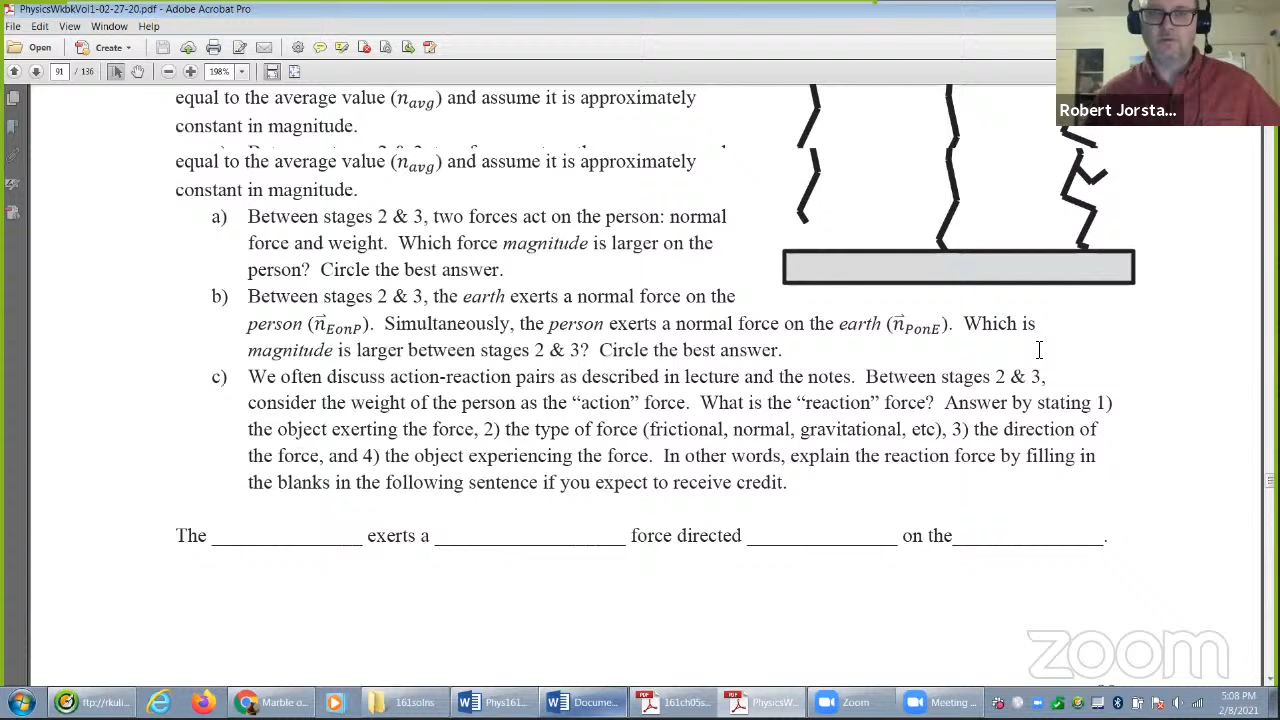 PhysicsWkbkVol1-02-27-20.pdf - Adobe Acrobat Pro
File Edit View Window Help
Open Create
91 / 136 198%
Robert Jorsta...
equal to the average value (n_avg) and assume it is approximately
constant in magnitude.
equal to the average value (n_avg) and assume it is approximately
constant in magnitude.
a) Between stages 2 & 3, two forces act on the person: normal
force and weight. Which force magnitude is larger on the
person? Circle the best answer.
b) Between stages 2 & 3, the earth exerts a normal force on the
person (n⃗_EonP). Simultaneously, the person exerts a normal force on the earth (n⃗_PonE). Which is
magnitude is larger between stages 2 & 3? Circle the best answer.
c) We often discuss action-reaction pairs as described in lecture and the notes. Between stages 2 & 3,
consider the weight of the person as the “action” force. What is the “reaction” force? Answer by stating 1)
the object exerting the force, 2) the type of force (frictional, normal, gravitational, etc), 3) the direction of
the force, and 4) the object experiencing the force. In other words, explain the reaction force by filling in
the blanks in the following sentence if you expect to receive credit.
The _______________ exerts a ___________________ force directed _______________ on the_______________.
zoom
ttp://rkuli... Marble o... 161solns Phys161... Docume... 161ch05s... PhysicsW... Zoom Meeting ... 5:08 PM
2/8/2021